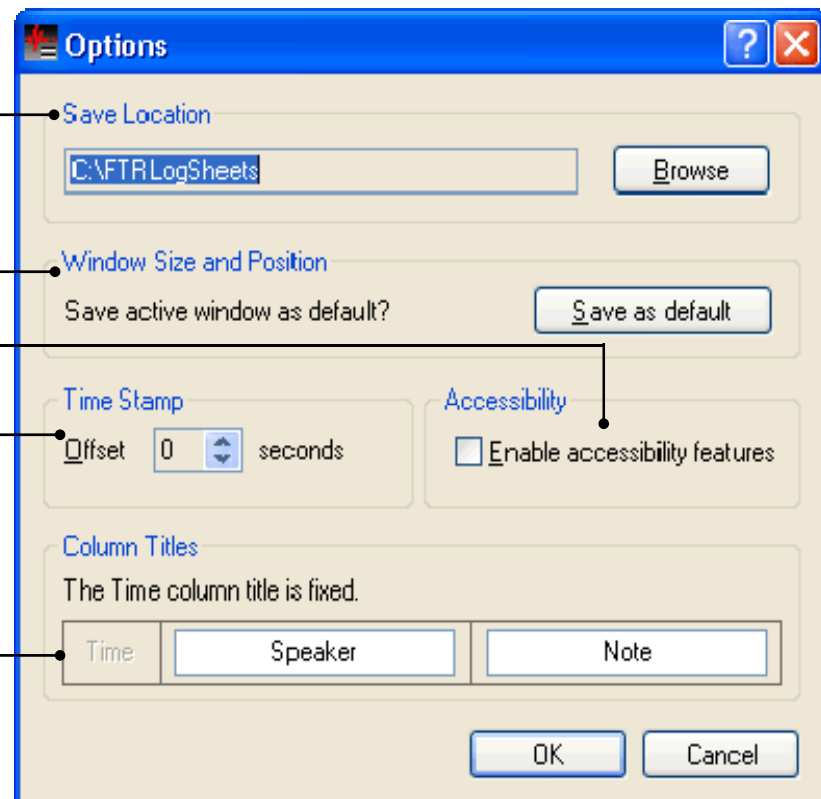 Options
Save Location
C:\FTRLogSheets
Browse
Window Size and Position
Save active window as default?
Save as default
Time Stamp
Accessibility
Offset 0 seconds
Enable accessibility features
Column Titles
The Time column title is fixed.
Time Speaker Note
OK Cancel